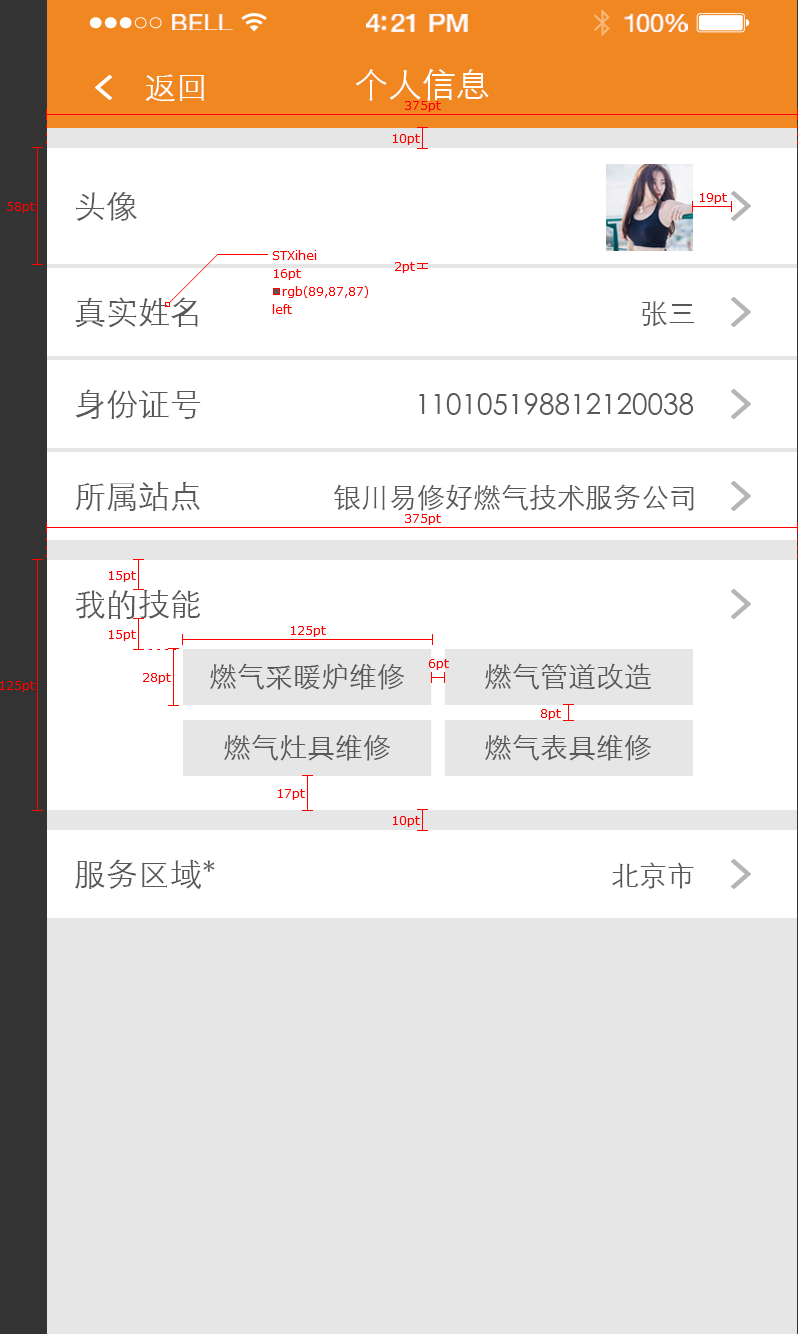 BELL 4:21 PM 100%
返回 个人信息
375pt
10pt
58pt
头像
19pt
STXihei
2pt
16pt
rgb(89,87,87)
left
真实姓名 张三
身份证号 110105198812120038
所属站点 银川易修好燃气技术服务公司
375pt
15pt
我的技能
15pt
125pt
6pt
28pt
燃气采暖炉维修 燃气管道改造
125pt
8pt
燃气灶具维修 燃气表具维修
17pt
10pt
服务区域* 北京市